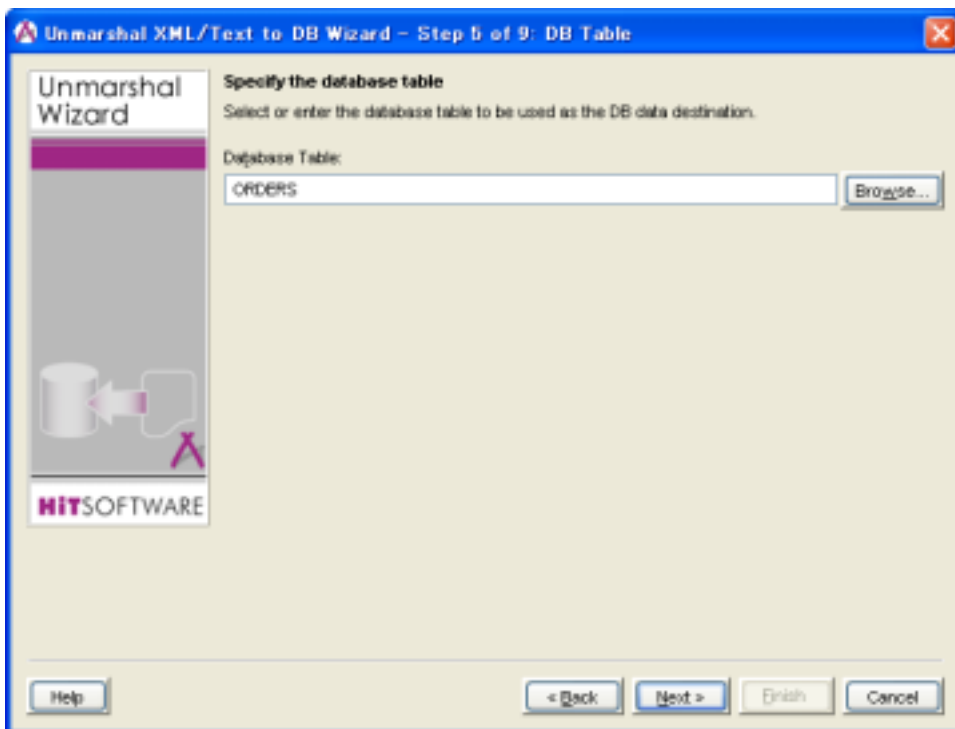 Unmarshal XML/Text to DB Wizard - Step 5 of 9: DB Table
Unmarshal
Wizard
Specify the database table
Select or enter the database table to be used as the DB data destination.
Database Table:
ORDERS
Browse...
HiTSOFTWARE
Help
< Back
Next >
Finish
Cancel